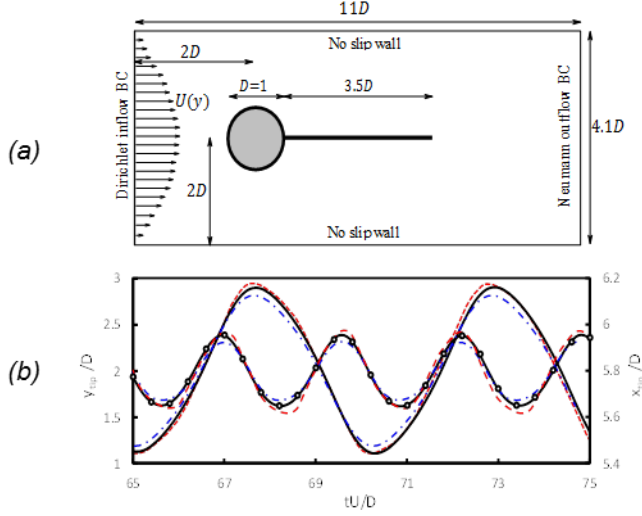 11D
No slip wall
2D
Dirichlet inflow BC
U(y)
D=1
3.5D
Neumann outflow BC
4.1D
(a)
2D
No slip wall
3
6.2
2.5
6
(b)
y_tip /D
2
5.8
x_tip /D
1.5
5.6
1
5.4
65
67
69
71
73
75
tU/D